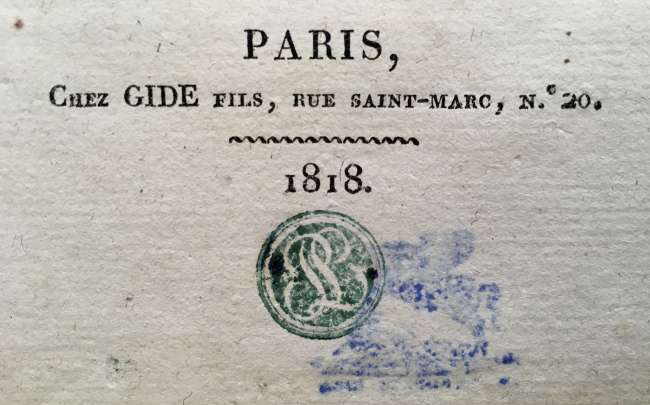 PARIS,
CHEZ GIDE FILS, RUE SAINT-MARC, N.º 20.
1818.